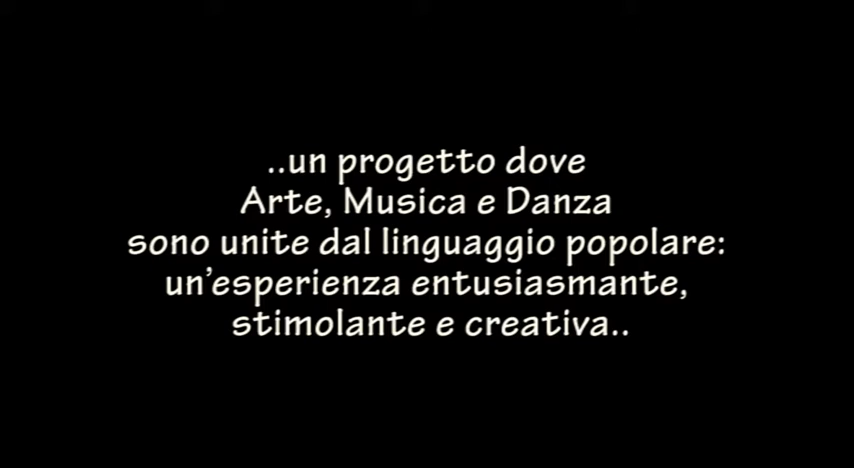 ..un progetto dove
Arte, Musica e Danza
sono unite dal linguaggio popolare:
un'esperienza entusiasmante,
stimolante e creativa..